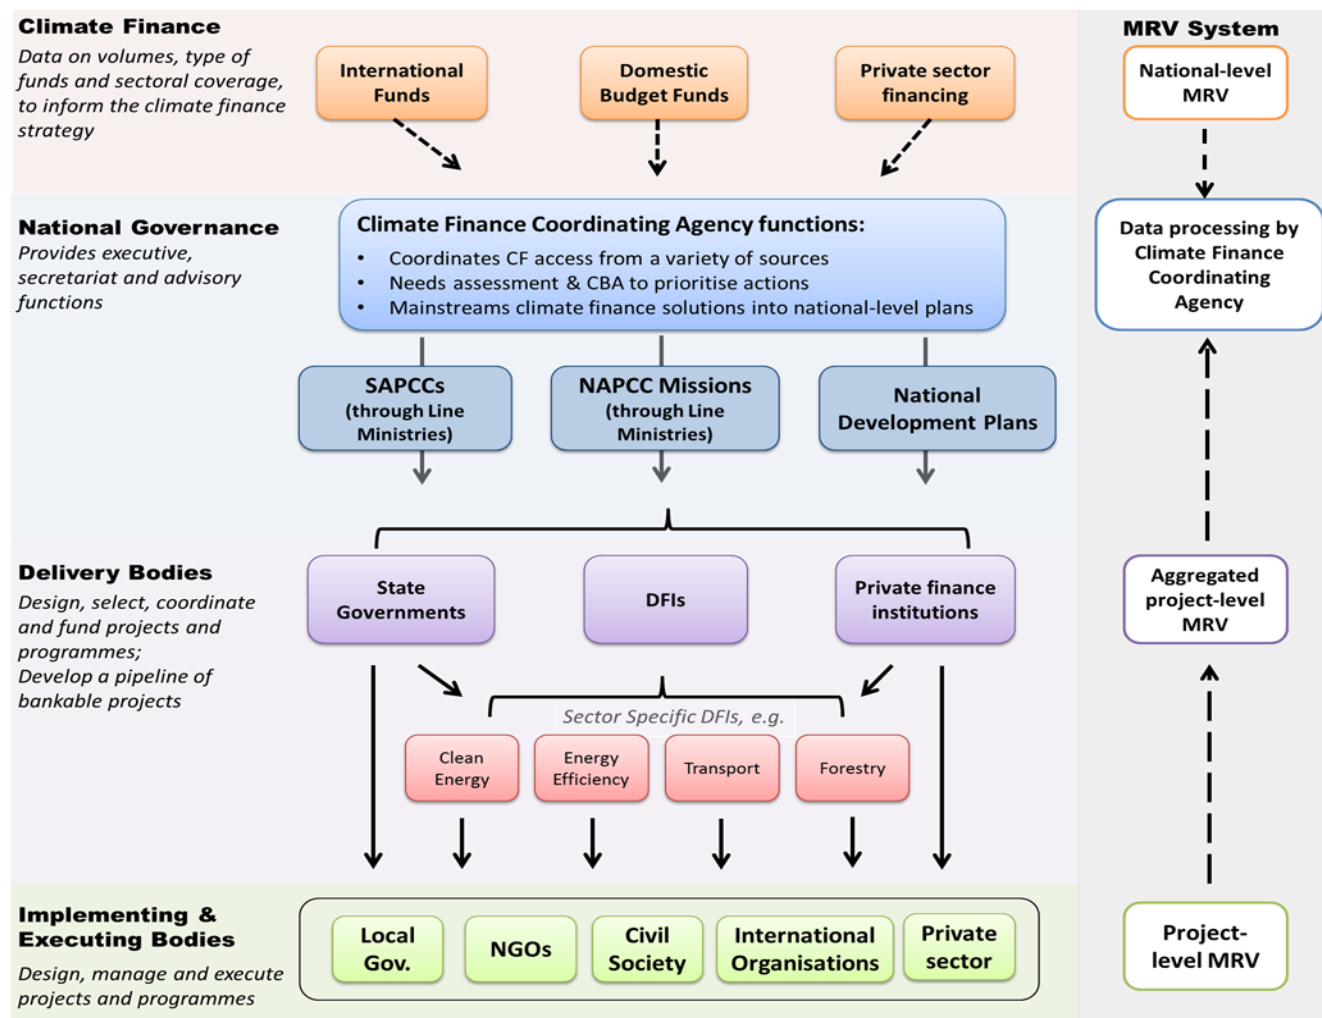 Climate Finance
Data on volumes, type of
funds and sectoral coverage,
to inform the climate finance
strategy
International
Funds
Domestic
Budget Funds
Private sector
financing
MRV System
National-level
MRV
National Governance
Provides executive,
secretariat and advisory
functions
Climate Finance Coordinating Agency functions:
• Coordinates CF access from a variety of sources
• Needs assessment & CBA to prioritise actions
• Mainstreams climate finance solutions into national-level plans
Data processing by
Climate Finance
Coordinating
Agency
SAPCCs
(through Line
Ministries)
NAPCC Missions
(through Line
Ministries)
National
Development Plans
Delivery Bodies
Design, select, coordinate
and fund projects and
programmes;
Develop a pipeline of
bankable projects
State
Governments
DFIs
Private finance
institutions
Aggregated
project-level
MRV
Sector Specific DFIs, e.g.
Clean
Energy
Energy
Efficiency
Transport
Forestry
Implementing &
Executing Bodies
Design, manage and execute
projects and programmes
Local
Gov.
NGOs
Civil
Society
International
Organisations
Private
sector
Project-
level MRV